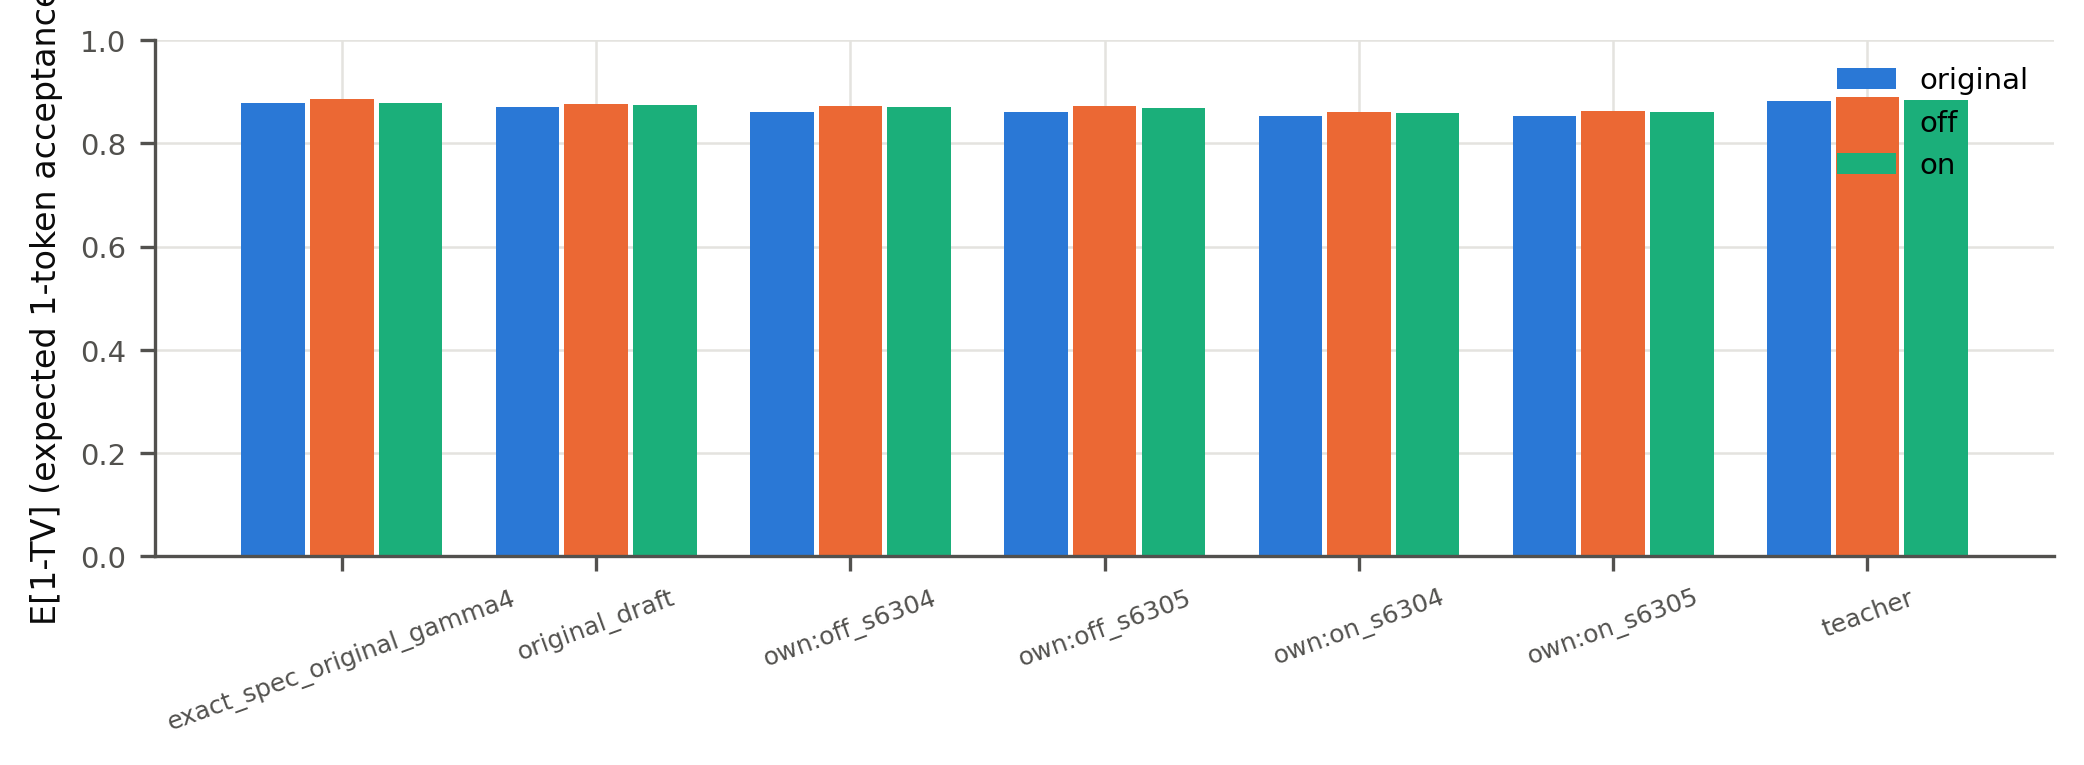 E[1-TV] (expected 1-token acceptance
1.0
0.8
0.6
0.4
0.2
0.0
original
off
on
exact_spec_original_gamma4
original_draft
own:off_s6304
own:off_s6305
own:on_s6304
own:on_s6305
teacher